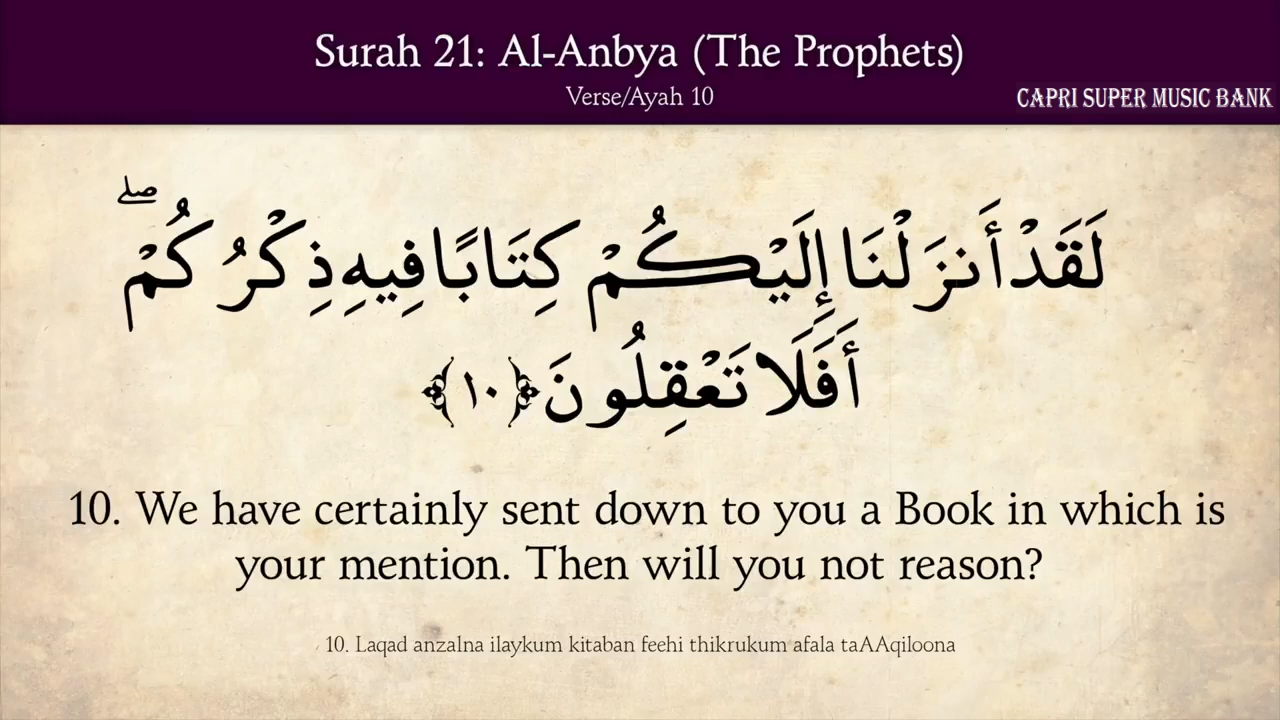 Surah 21: Al-Anbya (The Prophets)
Verse/Ayah 10
CAPRI SUPER MUSIC BANK
لَقَدْ أَنزَلْنَا إِلَيْكُمْ كِتَابًا فِيهِ ذِكْرُكُمْ ۖ
أَفَلَا تَعْقِلُونَ ﴿١٠﴾
10. We have certainly sent down to you a Book in which is
your mention. Then will you not reason?
10. Laqad anzalna ilaykum kitaban feehi thikrukum afala taAAqiloona